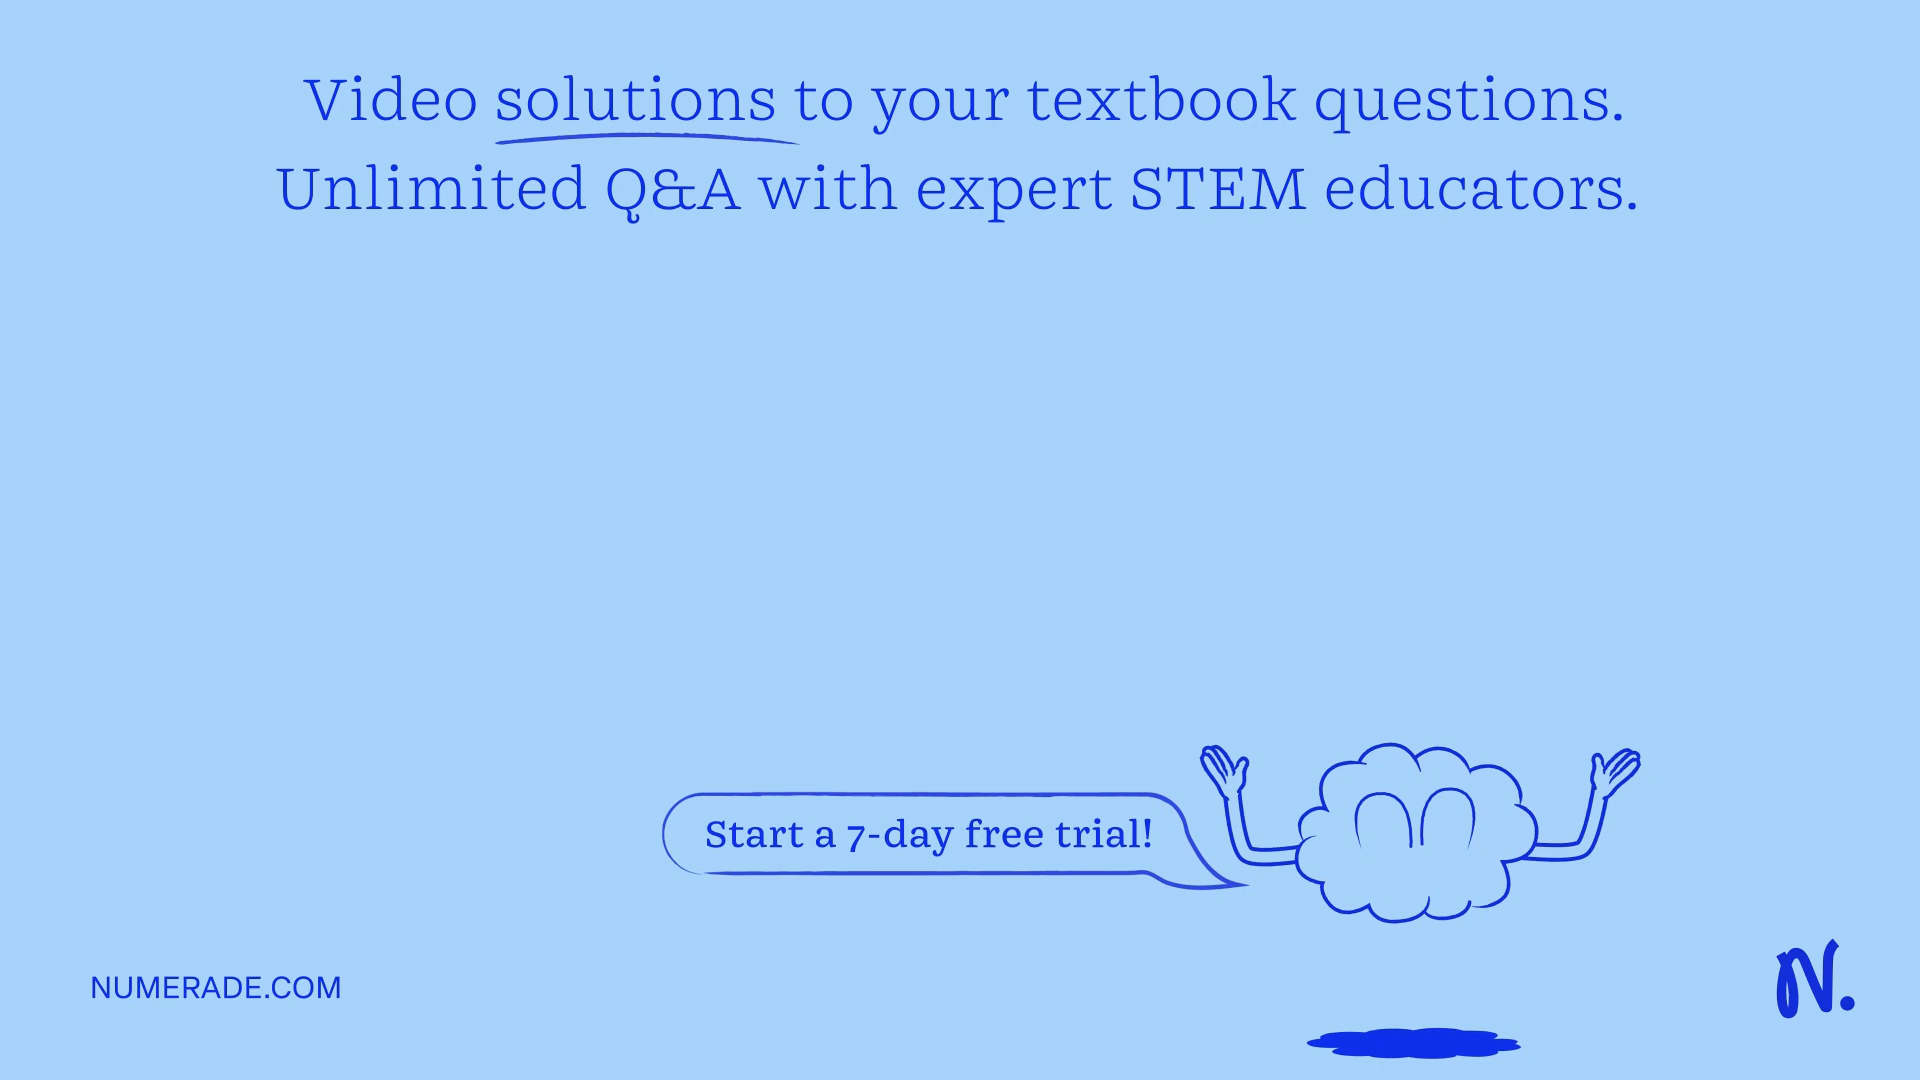 Video solutions to your textbook questions.
Unlimited Q&A with expert STEM educators.
Start a 7-day free trial!
NUMERADE.COM
N.